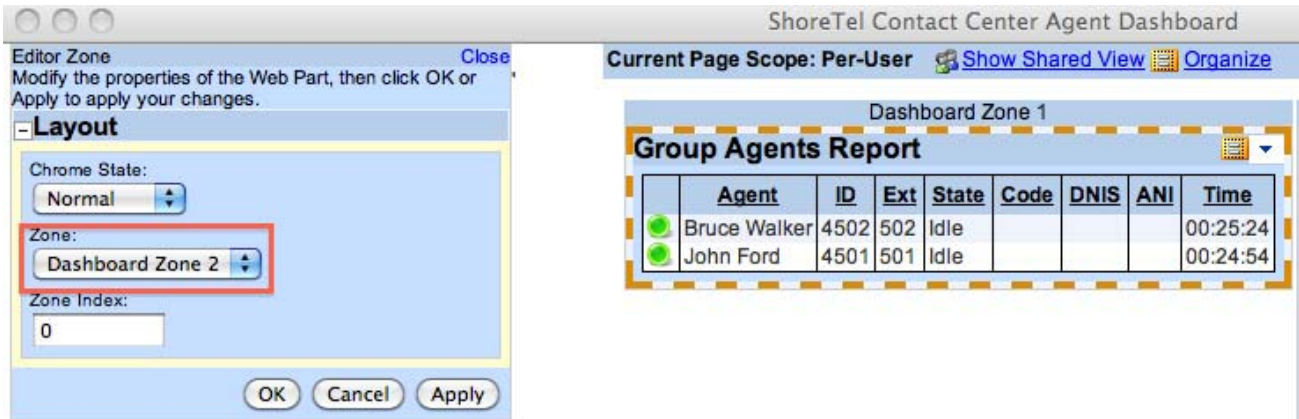 ShoreTel Contact Center Agent Dashboard
Editor Zone Close
Modify the properties of the Web Part, then click OK or
Apply to apply your changes.
Layout
Chrome State:
Normal
Zone:
Dashboard Zone 2
Zone Index:
0
OK Cancel Apply
Current Page Scope: Per-User Show Shared View Organize
Dashboard Zone 1
Group Agents Report
Agent ID Ext State Code DNIS ANI Time
Bruce Walker 4502 502 Idle 00:25:24
John Ford 4501 501 Idle 00:24:54